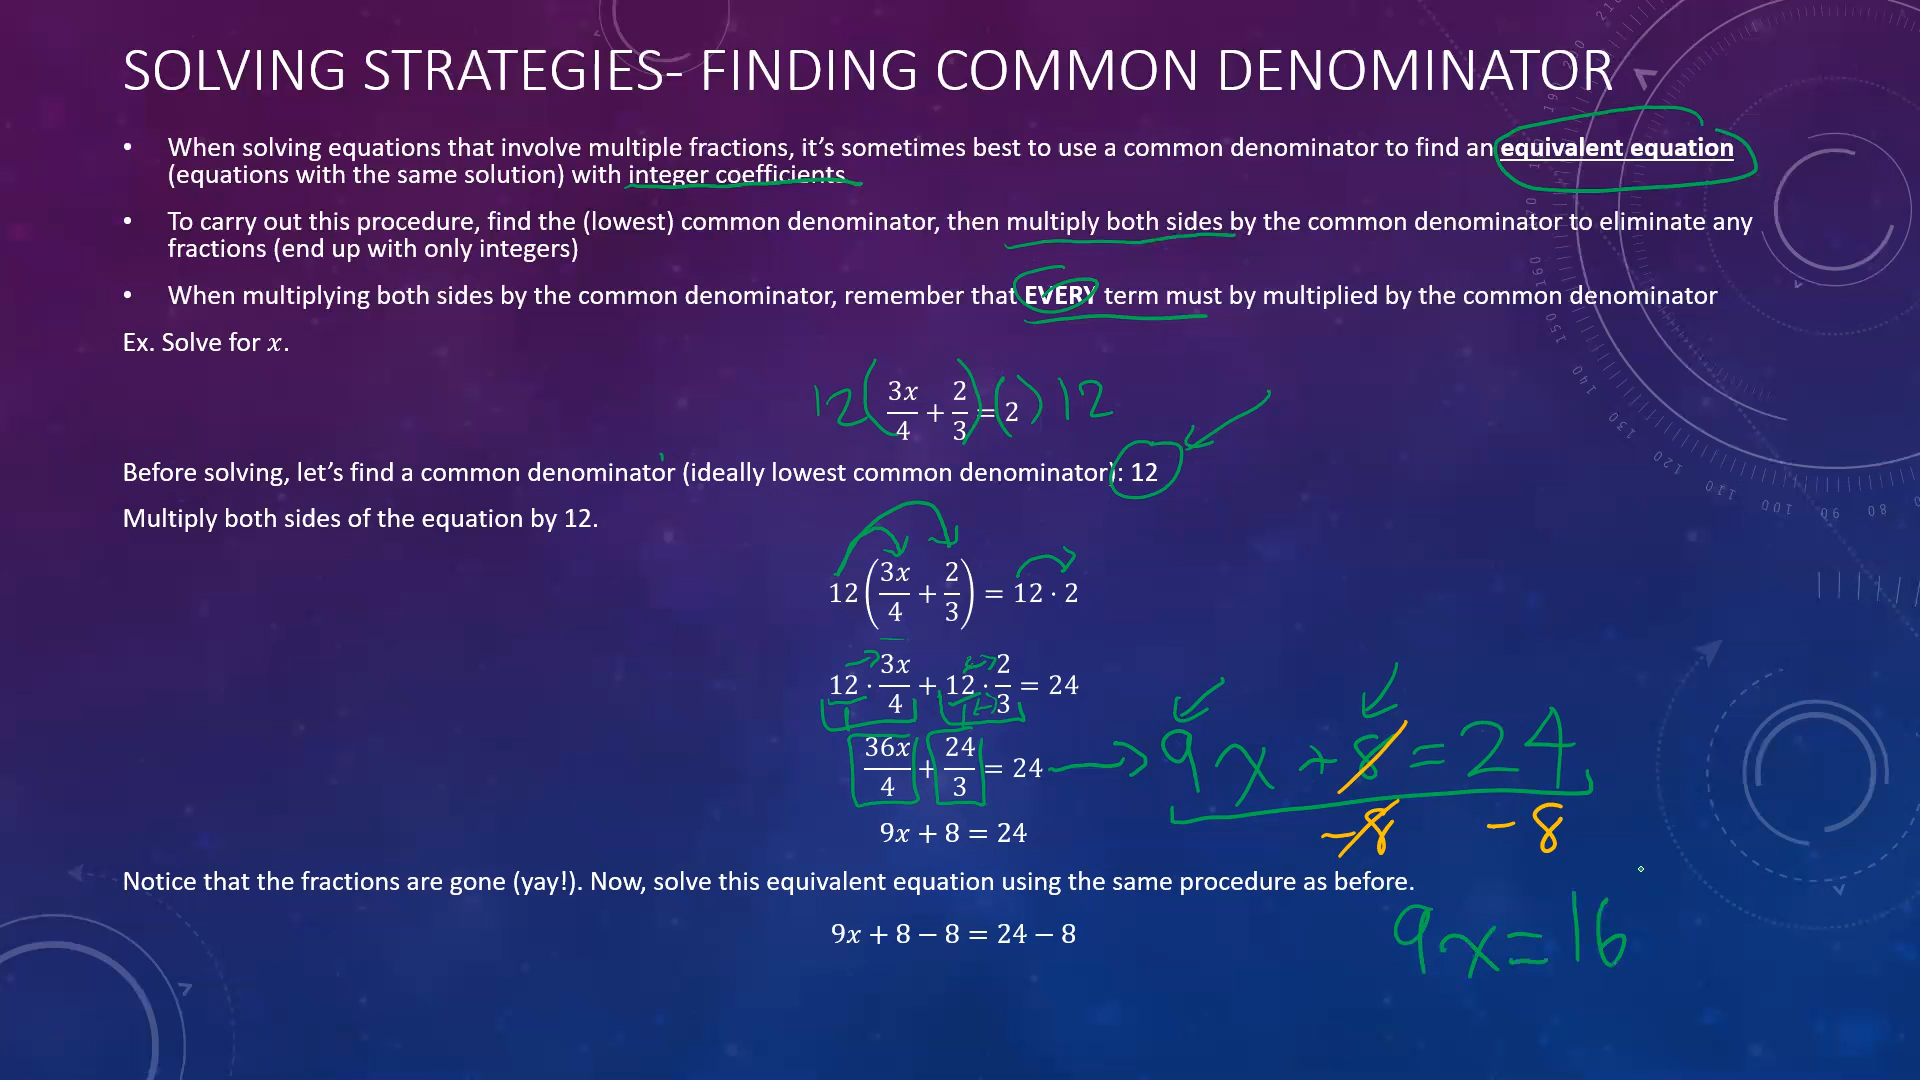 SOLVING STRATEGIES- FINDING COMMON DENOMINATOR
• When solving equations that involve multiple fractions, it's sometimes best to use a common denominator to find an equivalent equation
(equations with the same solution) with integer coefficients
• To carry out this procedure, find the (lowest) common denominator, then multiply both sides by the common denominator to eliminate any
fractions (end up with only integers)
• When multiplying both sides by the common denominator, remember that EVERY term must by multiplied by the common denominator
Ex. Solve for x.
12(3x/4 + 2/3) = (2) 12
Before solving, let's find a common denominator (ideally lowest common denominator): 12
Multiply both sides of the equation by 12.
12(3x/4 + 2/3) = 12 · 2
12 · 3x/4 + 12 · 2/3 = 24
36x/4 + 24/3 = 24 → 9x + 8 = 24
-8 -8
9x + 8 = 24
Notice that the fractions are gone (yay!). Now, solve this equivalent equation using the same procedure as before.
9x + 8 − 8 = 24 − 8
9x = 16